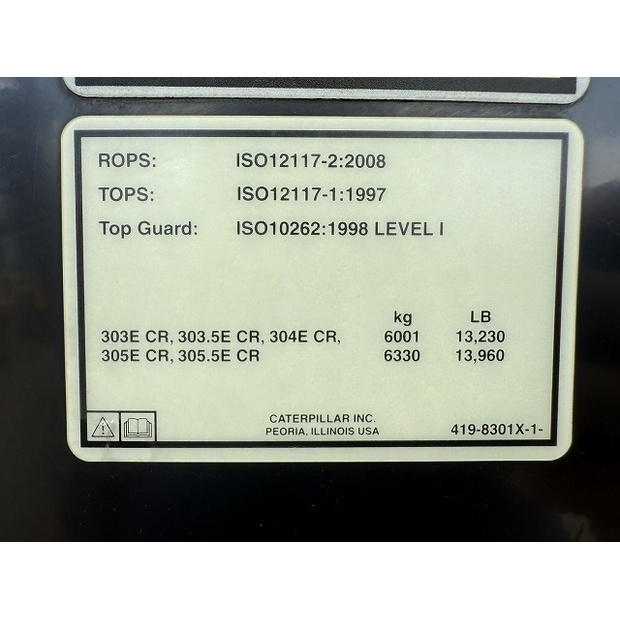 ROPS: ISO12117-2:2008
TOPS: ISO12117-1:1997
Top Guard: ISO10262:1998 LEVEL I
kg LB
303E CR, 303.5E CR, 304E CR, 6001 13,230
305E CR, 305.5E CR 6330 13,960
CATERPILLAR INC.
PEORIA, ILLINOIS USA
419-8301X-1-